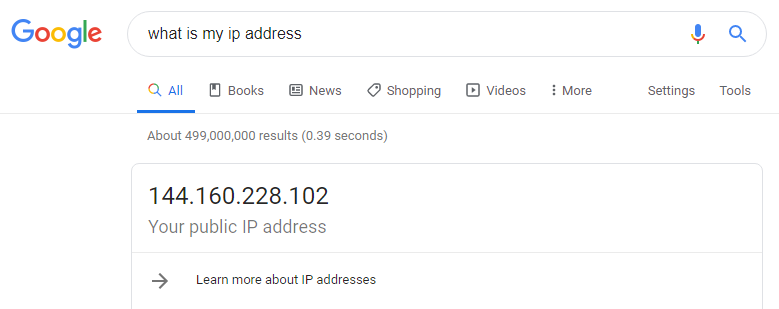 Google what is my ip address
All Books News Shopping Videos More Settings Tools
About 499,000,000 results (0.39 seconds)
144.160.228.102
Your public IP address
Learn more about IP addresses